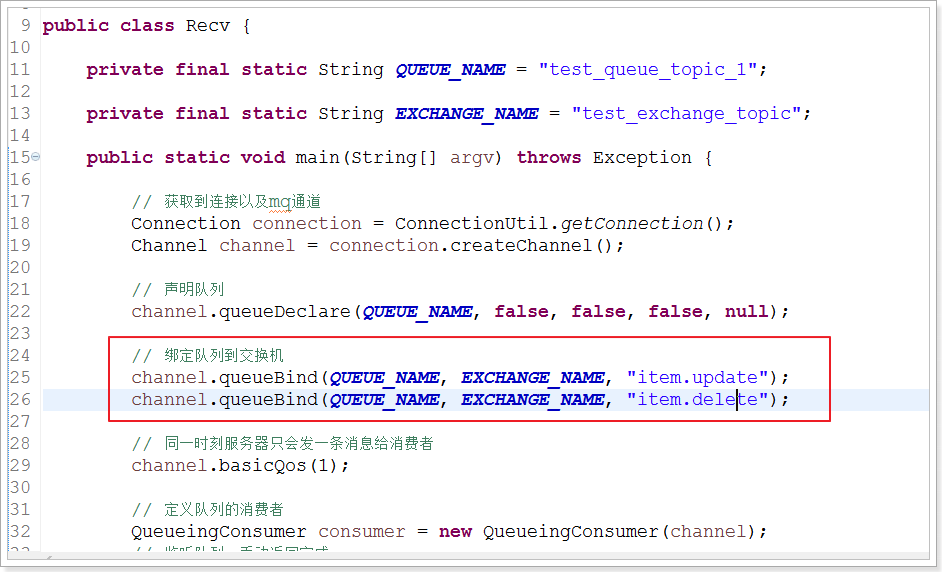 9 public class Recv {
10
11 private final static String QUEUE_NAME = "test_queue_topic_1";
12
13 private final static String EXCHANGE_NAME = "test_exchange_topic";
14
15 public static void main(String[] argv) throws Exception {
16
17 // 获取到连接以及mq通道
18 Connection connection = ConnectionUtil.getConnection();
19 Channel channel = connection.createChannel();
20
21 // 声明队列
22 channel.queueDeclare(QUEUE_NAME, false, false, false, null);
23
24 // 绑定队列到交换机
25 channel.queueBind(QUEUE_NAME, EXCHANGE_NAME, "item.update");
26 channel.queueBind(QUEUE_NAME, EXCHANGE_NAME, "item.delete");
27
28 // 同一时刻服务器只会发一条消息给消费者
29 channel.basicQos(1);
30
31 // 定义队列的消费者
32 QueueingConsumer consumer = new QueueingConsumer(channel);